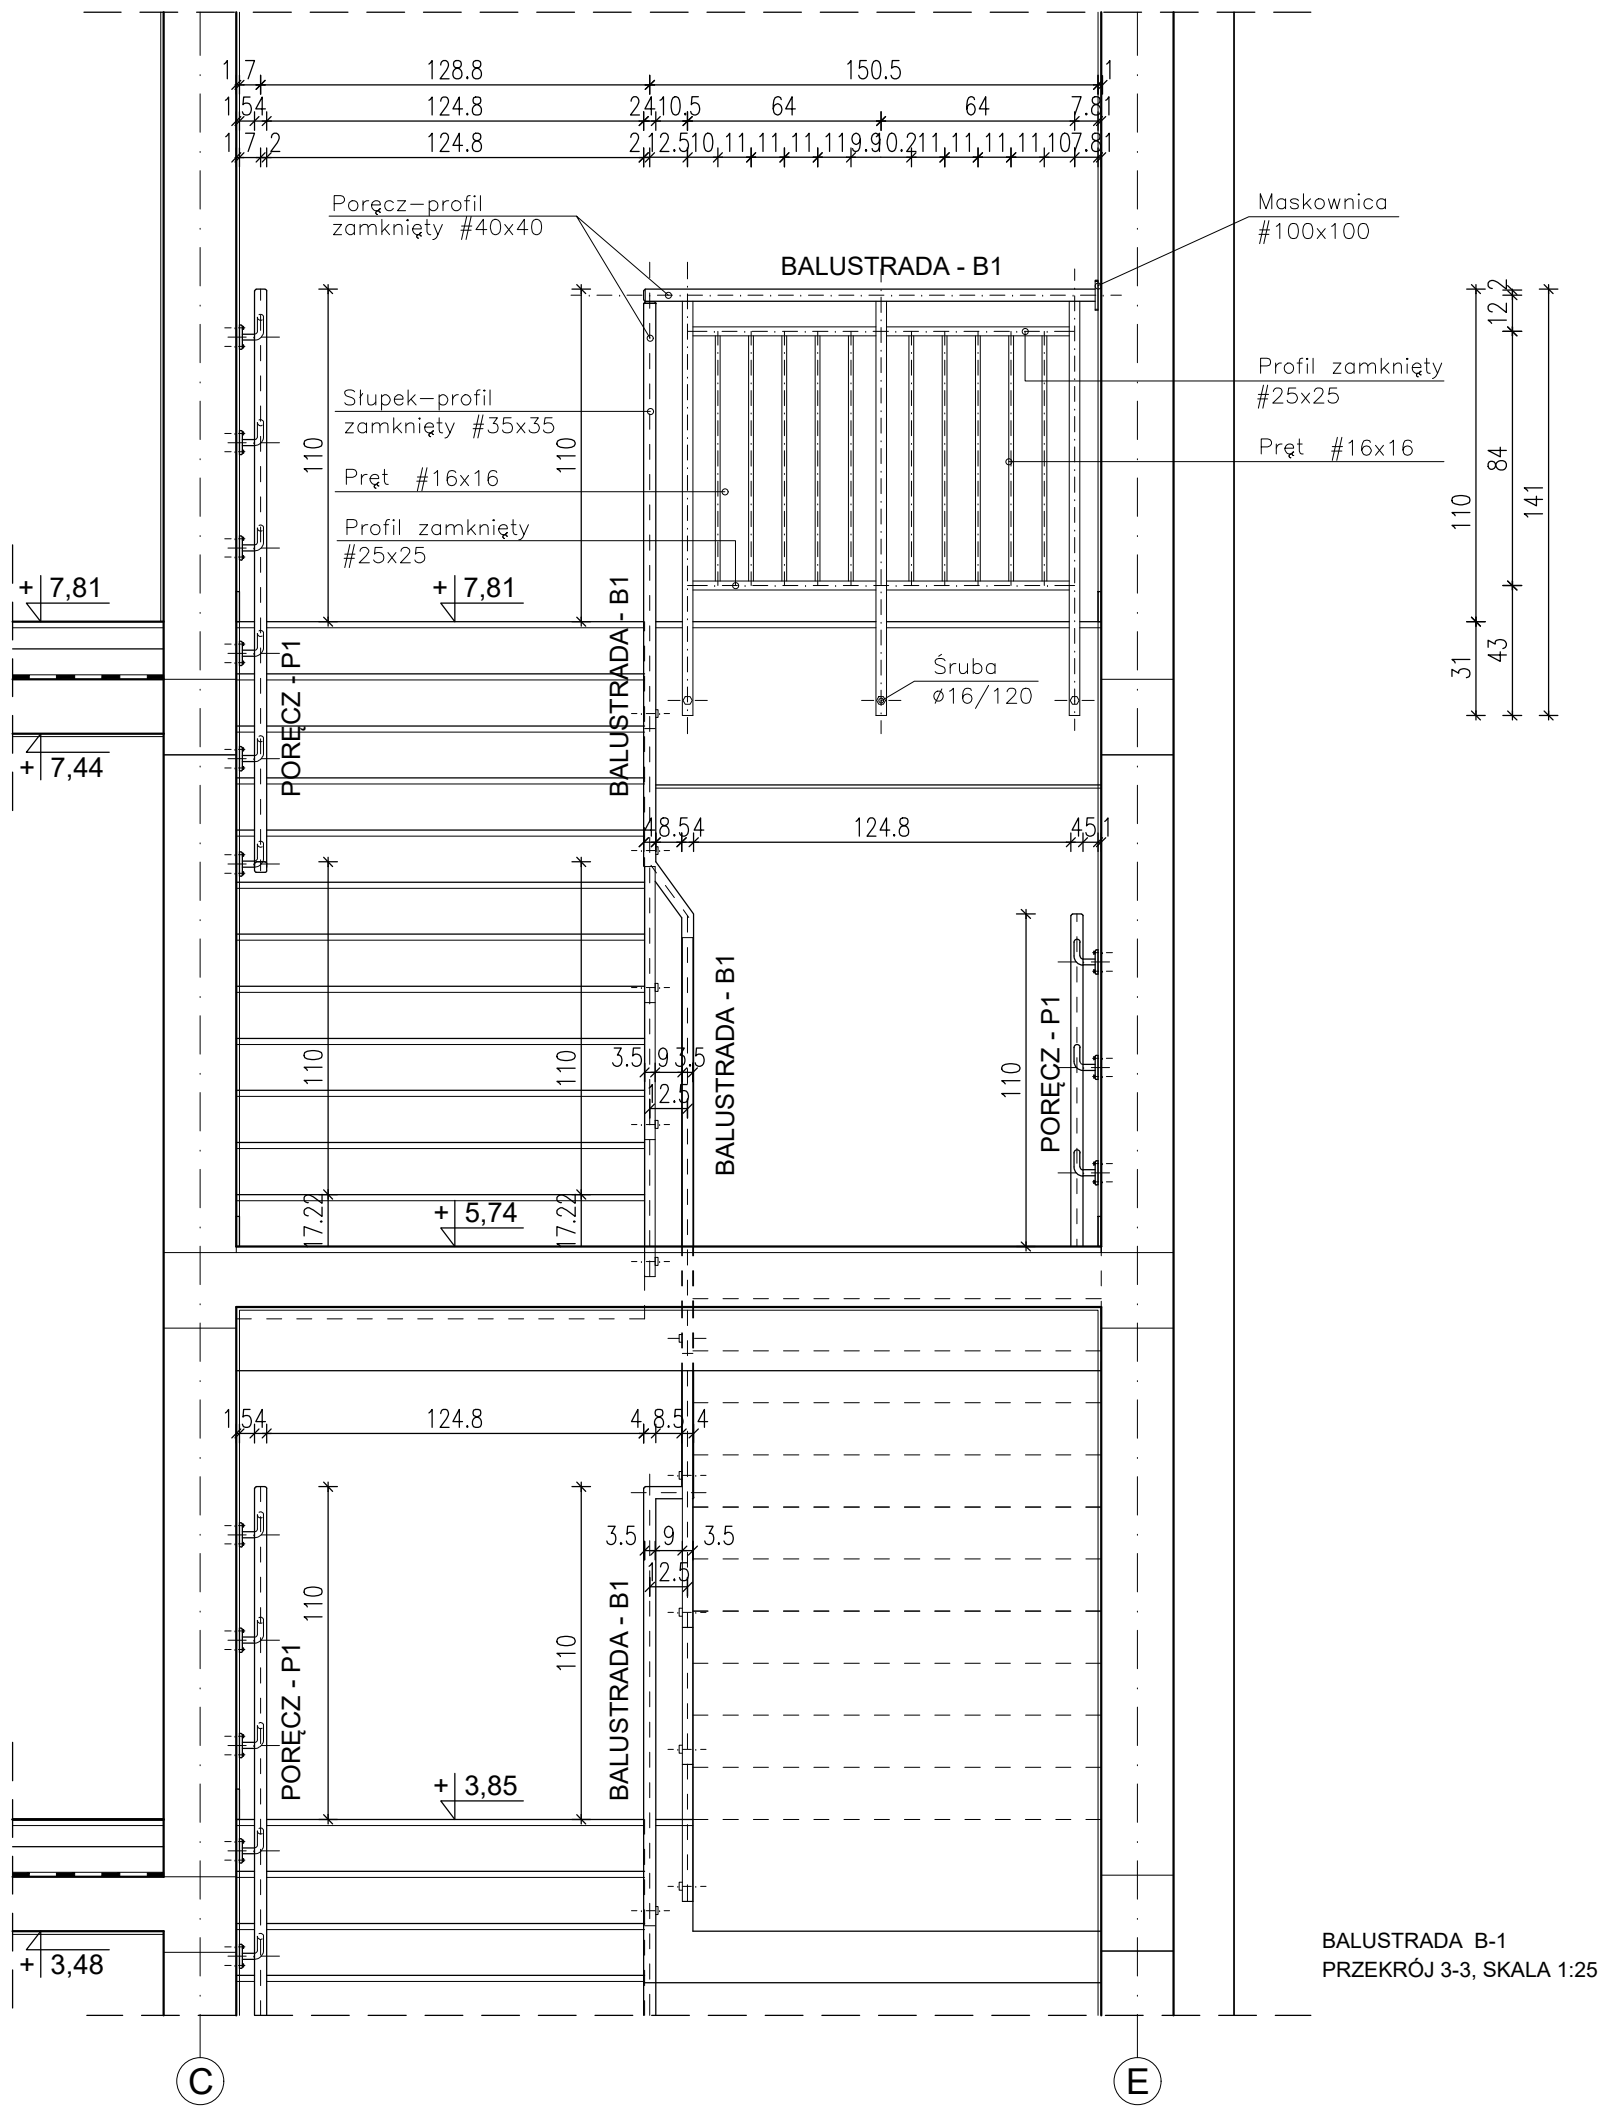 1 7 128.8 150.5 1
1 5 4 124.8 2 4 10.5 64 64 7.8 1
1 7 2 124.8 2 12.5 10 11 11 11 11 9.9 10.2 11 11 11 11 10 7.8 1
Poręcz-profil
zamknięty #40x40
Maskownica
#100x100
BALUSTRADA - B1
12 2
Profil zamknięty
#25x25
Słupek-profil
zamknięty #35x35
110
110
Pręt #16x16
Pręt #16x16
84
110
141
Profil zamknięty
#25x25
+ 7,81
+ 7,81
BALUSTRADA - B1
PORĘCZ - P1
Śruba
ø16/120
31
43
+ 7,44
4 8.5 4 124.8 4 5 1
BALUSTRADA - B1
PORĘCZ - P1
110
110
110
3.5 9 3.5
12.5
17.22
17.22
+ 5,74
1 5 4 124.8 4 8.5 4
3.5 9 3.5
12.5
110
110
BALUSTRADA - B1
PORĘCZ - P1
+ 3,85
+ 3,48
BALUSTRADA B-1
PRZEKRÓJ 3-3, SKALA 1:25
C
E